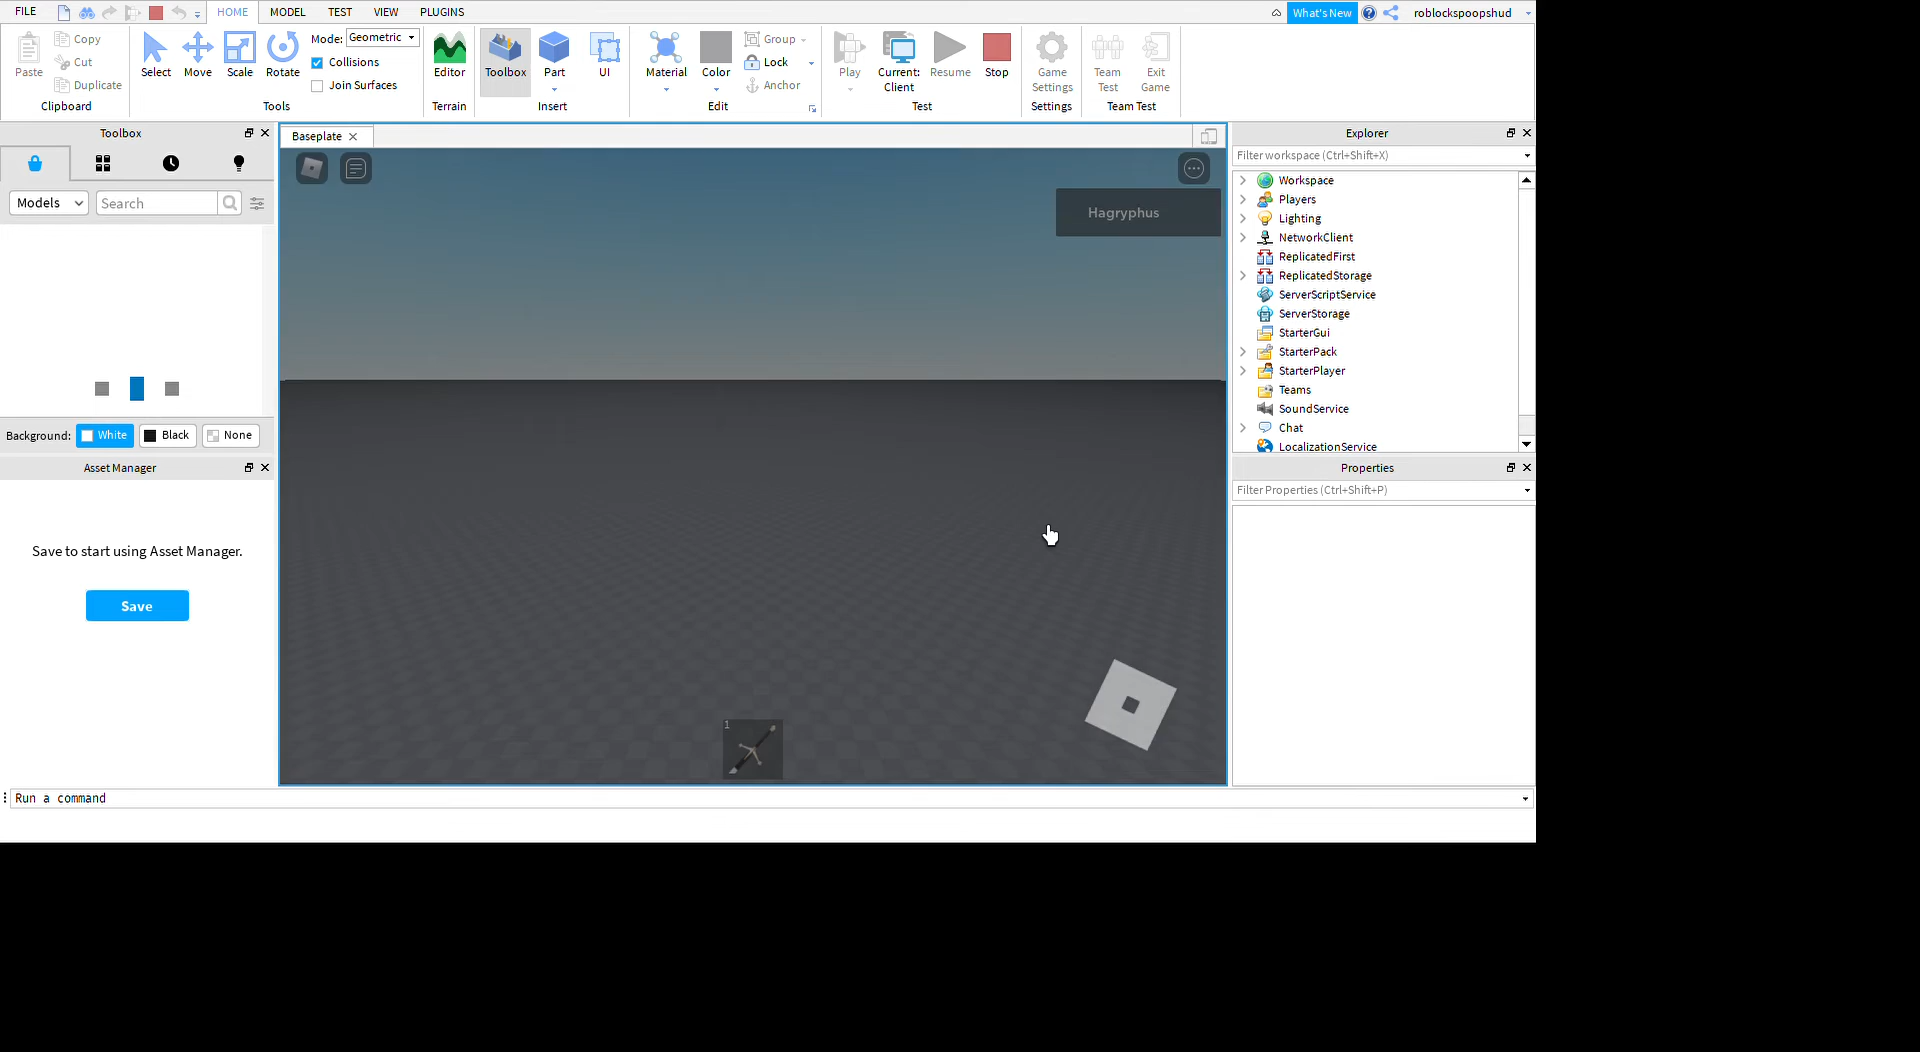 FILE HOME MODEL TEST VIEW PLUGINS What's New roblockspoopshud
Paste Copy Cut Duplicate
Clipboard
Select Move Scale Rotate Mode: Geometric
Collisions
Join Surfaces
Tools
Editor
Terrain
Toolbox Part UI
Insert
Material Color Group Lock Anchor
Edit
Play Current: Client Resume Stop
Test
Game Settings
Settings
Team Test Exit Game
Team Test
Toolbox
Models Search
Background: White Black None
Asset Manager
Save to start using Asset Manager.
Save
Baseplate
Hagryphus
1
Explorer
Filter workspace (Ctrl+Shift+X)
Workspace
Players
Lighting
NetworkClient
ReplicatedFirst
ReplicatedStorage
ServerScriptService
ServerStorage
StarterGui
StarterPack
StarterPlayer
Teams
SoundService
Chat
LocalizationService
Properties
Filter Properties (Ctrl+Shift+P)
Run a command